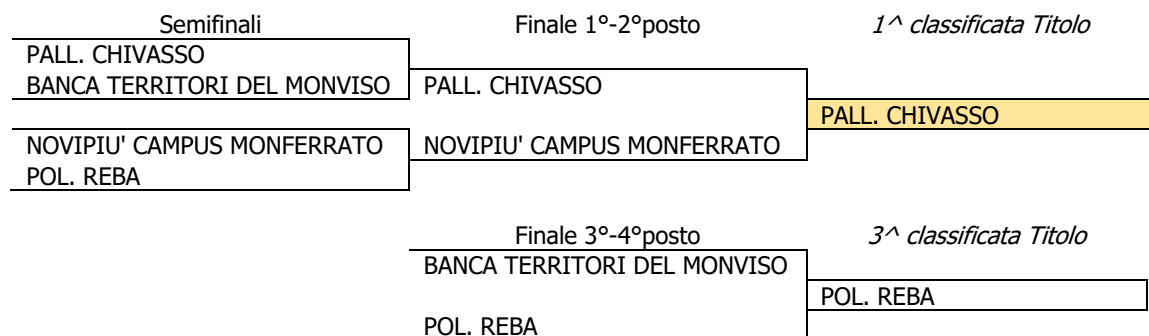 Semifinali Finale 1°-2°posto 1^ classificata Titolo
PALL. CHIVASSO
BANCA TERRITORI DEL MONVISO PALL. CHIVASSO
PALL. CHIVASSO
NOVIPIU' CAMPUS MONFERRATO NOVIPIU' CAMPUS MONFERRATO
POL. REBA
Finale 3°-4°posto 3^ classificata Titolo
BANCA TERRITORI DEL MONVISO
POL. REBA
POL. REBA